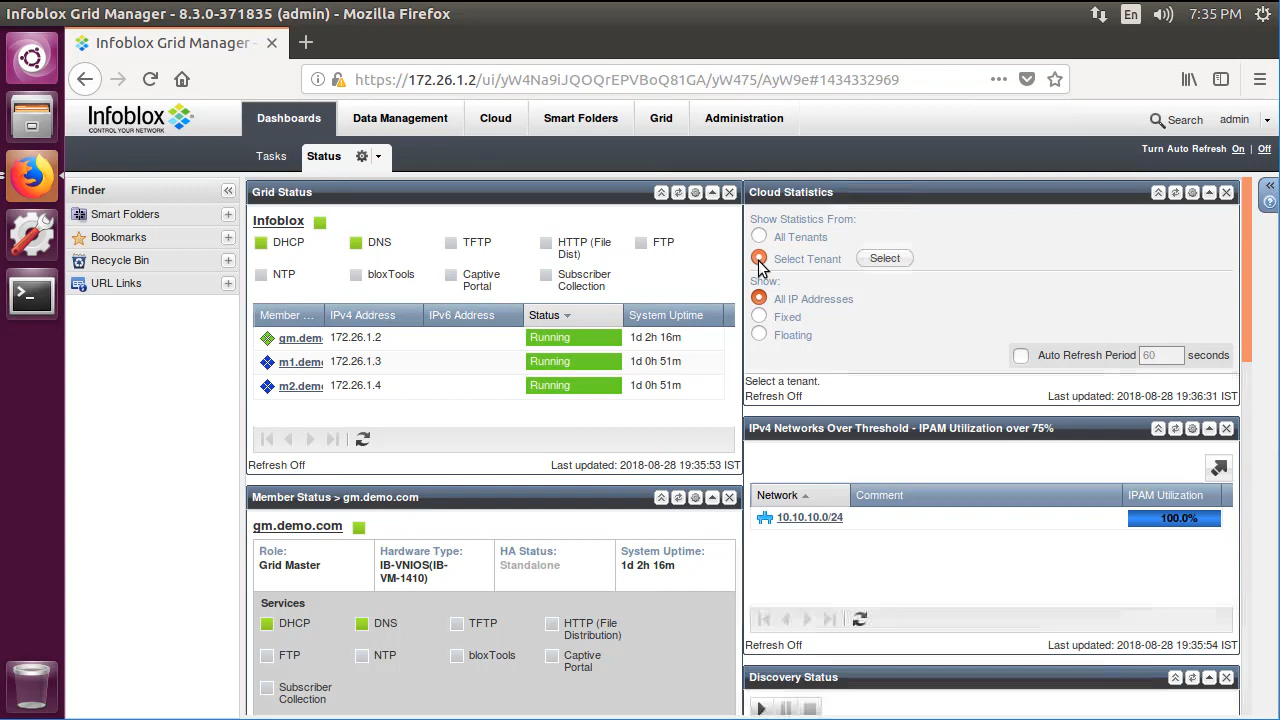 Infoblox Grid Manager - 8.3.0-371835 (admin) - Mozilla Firefox
En
7:35 PM
Infoblox Grid Manager -
https://172.26.1.2/ui/yW4Na9iJQOQrEPVBoQ81GA/yW475/AyW9e#1434332969
Infoblox
CONTROL YOUR NETWORK
Dashboards
Data Management
Cloud
Smart Folders
Grid
Administration
Search
admin
Tasks
Status
Turn Auto Refresh On | Off
Finder
Smart Folders
Bookmarks
Recycle Bin
URL Links
Grid Status
Infoblox
DHCP
DNS
TFTP
HTTP (File Dist)
FTP
NTP
bloxTools
Captive Portal
Subscriber Collection
Member ...
IPv4 Address
IPv6 Address
Status
System Uptime
gm.demo
172.26.1.2
Running
1d 2h 16m
m1.demo
172.26.1.3
Running
1d 0h 51m
m2.demo
172.26.1.4
Running
1d 0h 51m
Refresh Off
Last updated: 2018-08-28 19:35:53 IST
Member Status > gm.demo.com
gm.demo.com
Role:
Grid Master
Hardware Type:
IB-VNIOS(IB-
VM-1410)
HA Status:
Standalone
System Uptime:
1d 2h 16m
Services
DHCP
DNS
TFTP
HTTP (File Distribution)
FTP
NTP
bloxTools
Captive Portal
Subscriber Collection
Cloud Statistics
Show Statistics From:
All Tenants
Select Tenant
Select
Show:
All IP Addresses
Fixed
Floating
Auto Refresh Period 60 seconds
Select a tenant.
Refresh Off
Last updated: 2018-08-28 19:36:31 IST
IPv4 Networks Over Threshold - IPAM Utilization over 75%
Network
Comment
IPAM Utilization
10.10.10.0/24
100.0%
Refresh Off
Last updated: 2018-08-28 19:35:54 IST
Discovery Status